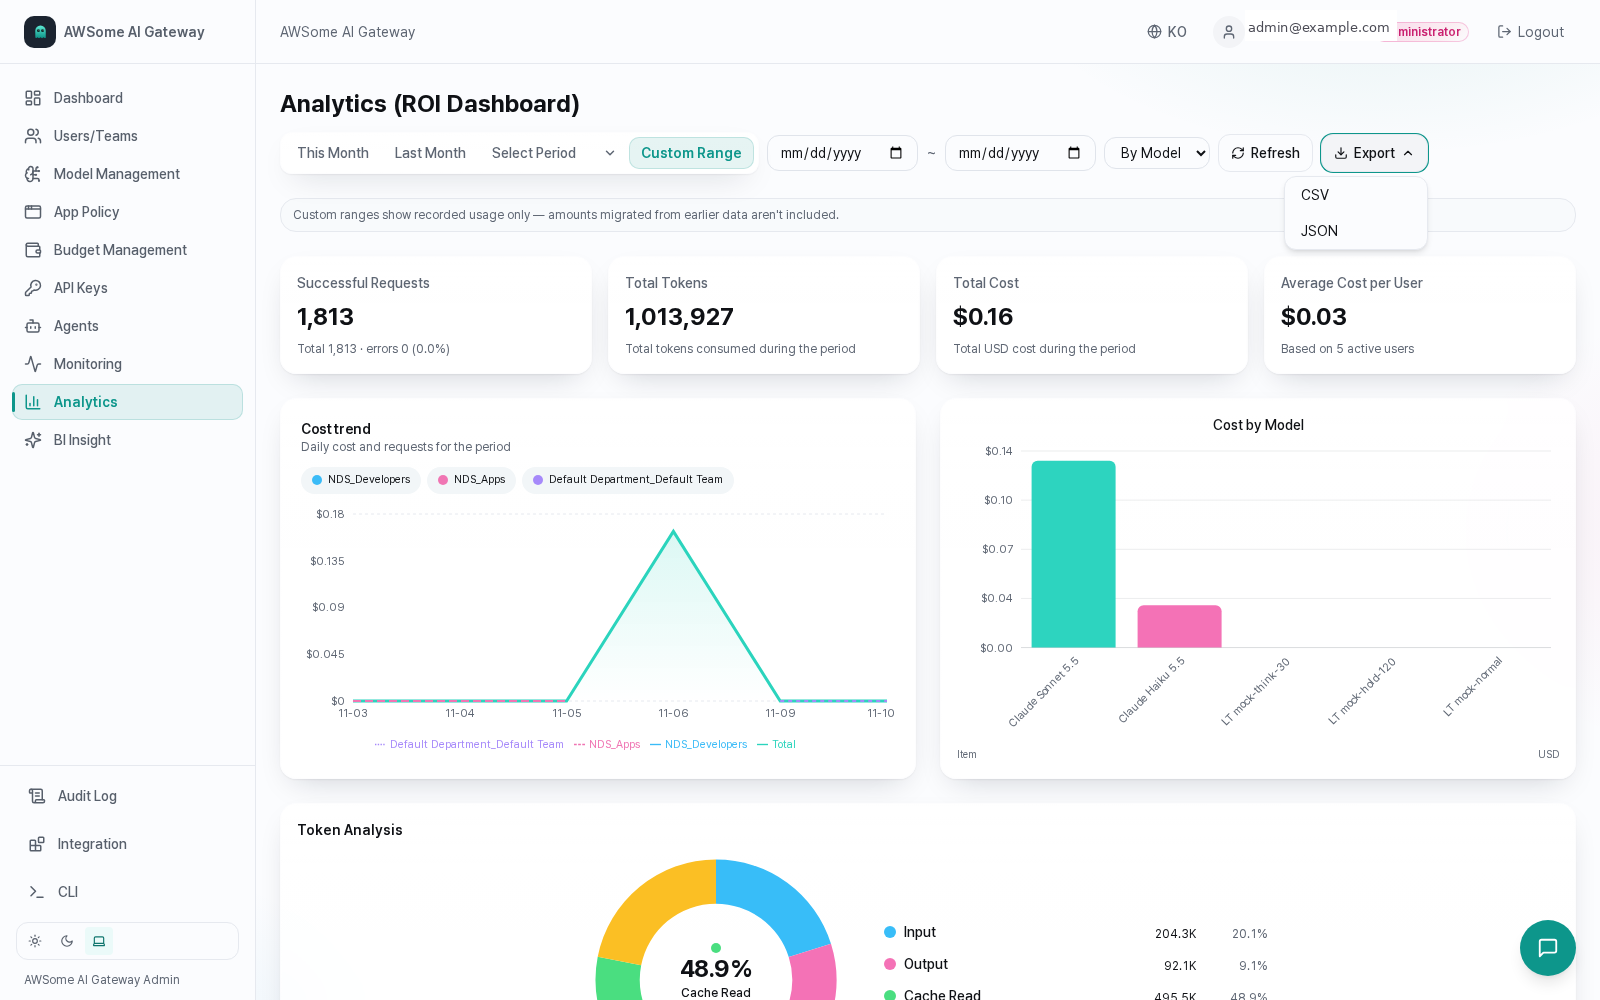 AWSome AI Gateway
AWSome AI Gateway
KO
admin@example.com
ministrator
Logout
Dashboard
Users/Teams
Model Management
App Policy
Budget Management
API Keys
Agents
Monitoring
Analytics
BI Insight
Audit Log
Integration
CLI
AWSome AI Gateway Admin
Analytics (ROI Dashboard)
This Month
Last Month
Select Period
Custom Range
mm/dd/yyyy
~
mm/dd/yyyy
By Model
Refresh
Export
CSV
JSON
Custom ranges show recorded usage only — amounts migrated from earlier data aren't included.
Successful Requests
1,813
Total 1,813 · errors 0 (0.0%)
Total Tokens
1,013,927
Total tokens consumed during the period
Total Cost
$0.16
Total USD cost during the period
Average Cost per User
$0.03
Based on 5 active users
Cost trend
Daily cost and requests for the period
NDS_Developers
NDS_Apps
Default Department_Default Team
$0.18
$0.135
$0.09
$0.045
$0
11-03
11-04
11-05
11-06
11-09
11-10
Default Department_Default Team
NDS_Apps
NDS_Developers
Total
Cost by Model
$0.14
$0.10
$0.07
$0.04
$0.00
Claude Sonnet 5.5
Claude Haiku 5.5
LT mock-think-30
LT mock-hold-120
LT mock-normal
Item
USD
Token Analysis
48.9%
Cache Read
Input 204.3K 20.1%
Output 92.1K 9.1%
Cache Read 495.5K 48.9%